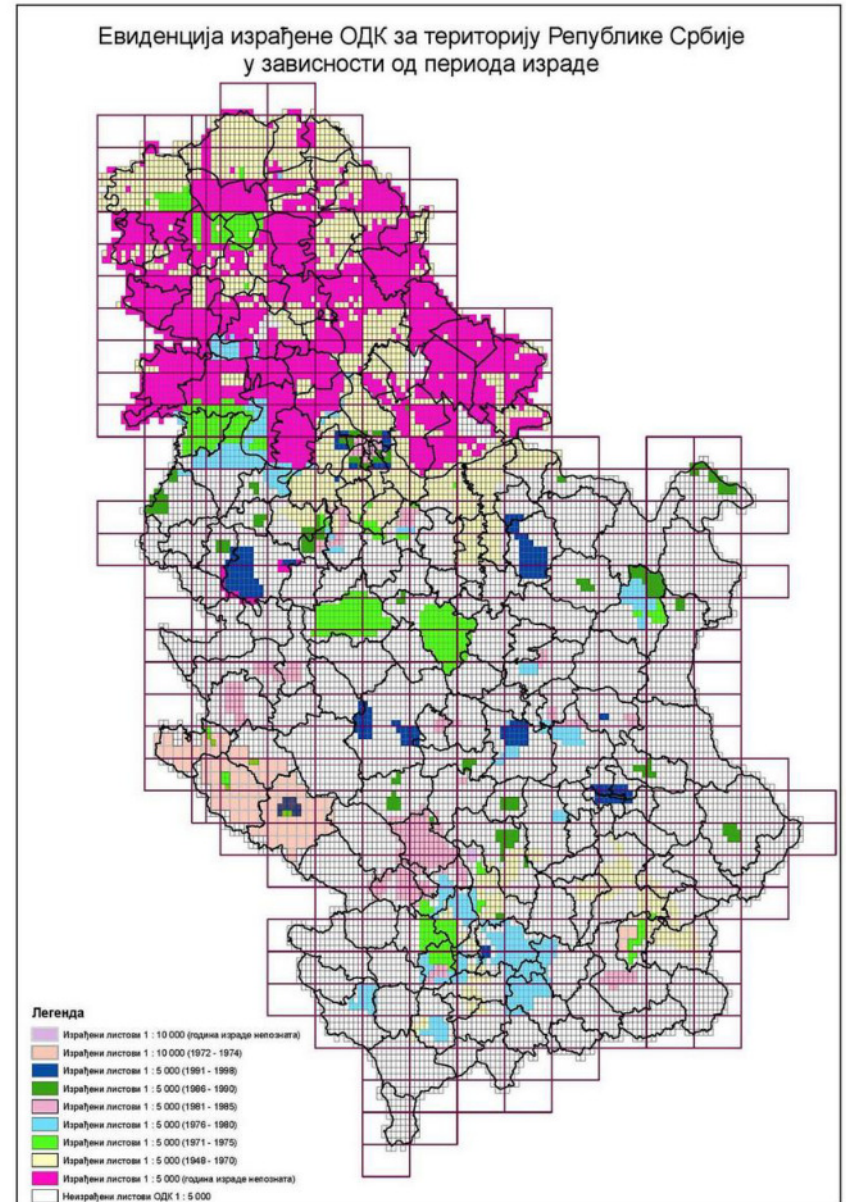 Евиденција израђене ОДК за територију Републике Србије
у зависности од периода израде
Легенда
Израђени листови 1 : 10 000 (година израде непозната)
Израђени листови 1 : 10 000 (1972 - 1974)
Израђени листови 1 : 5 000 (1991 - 1998)
Израђени листови 1 : 5 000 (1986 - 1990)
Израђени листови 1 : 5 000 (1981 - 1985)
Израђени листови 1 : 5 000 (1976 - 1980)
Израђени листови 1 : 5 000 (1971 - 1975)
Израђени листови 1 : 5 000 (1948 - 1970)
Израђени листови 1 : 5 000 (година израде непозната)
Неизрађени листови ОДК 1 : 5 000